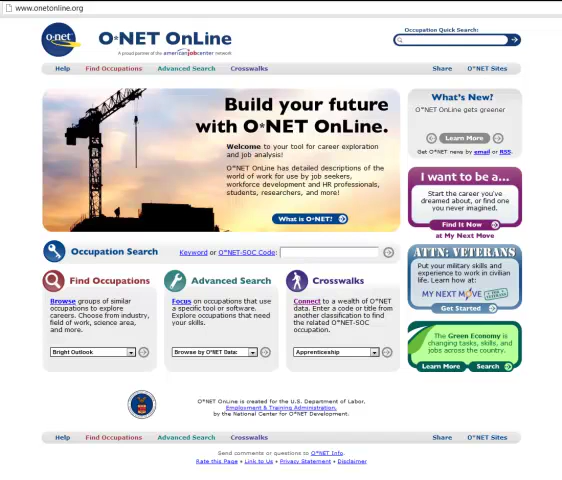 www.onetonline.org
o·net
O*NET OnLine
A proud partner of the americanjobcenter network
Occupation Quick Search:
Help Find Occupations Advanced Search Crosswalks Share O*NET Sites
Build your future
with O*NET OnLine.
Welcome to your tool for career exploration
and job analysis!
O*NET OnLine has detailed descriptions of the
world of work for use by job seekers,
workforce development and HR professionals,
students, researchers, and more!
What is O*NET?
What's New?
O*NET OnLine gets greener
Learn More
Get O*NET news by email or RSS.
I want to be a...
Start the career you've
dreamed about, or find one
you never imagined.
Find It Now
at My Next Move
Occupation Search
Keyword or O*NET-SOC Code:
Find Occupations
Browse groups of similar
occupations to explore
careers. Choose from industry,
field of work, science area,
and more.
Bright Outlook
Advanced Search
Focus on occupations that use
a specific tool or software.
Explore occupations that need
your skills.
Browse by O*NET Data:
Crosswalks
Connect to a wealth of O*NET
data. Enter a code or title from
another classification to find
the related O*NET-SOC
occupation.
Apprenticeship
ATTN: VETERANS
Put your military skills and
experience to work in civilian
life. Learn how at:
MY NEXT MOVE
Get Started
The Green Economy is
changing tasks, skills, and
jobs across the country.
Learn More Search
O*NET OnLine is created for the U.S. Department of Labor,
Employment & Training Administration,
by the National Center for O*NET Development.
Help Find Occupations Advanced Search Crosswalks Share O*NET Sites
Send comments or questions to O*NET Info.
Rate this Page • Link to Us • Privacy Statement • Disclaimer